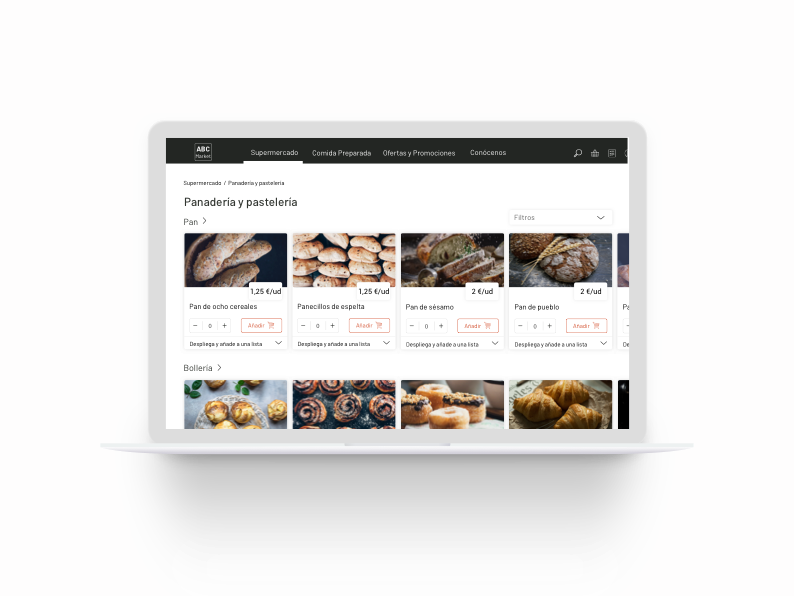 ABC
Market
Supermercado
Comida Preparada
Ofertas y Promociones
Conócenos
Supermercado / Panadería y pastelería
Panadería y pastelería
Pan
Filtros
1,25 €/ud
1,25 €/ud
2 €/ud
2 €/ud
Pan de ocho cereales
Panecillos de espelta
Pan de sésamo
Pan de pueblo
Pa
− 0 + Añadir
− 0 + Añadir
− 0 + Añadir
− 0 + Añadir
Despliega y añade a una lista
Despliega y añade a una lista
Despliega y añade a una lista
Despliega y añade a una lista
De
Bollería